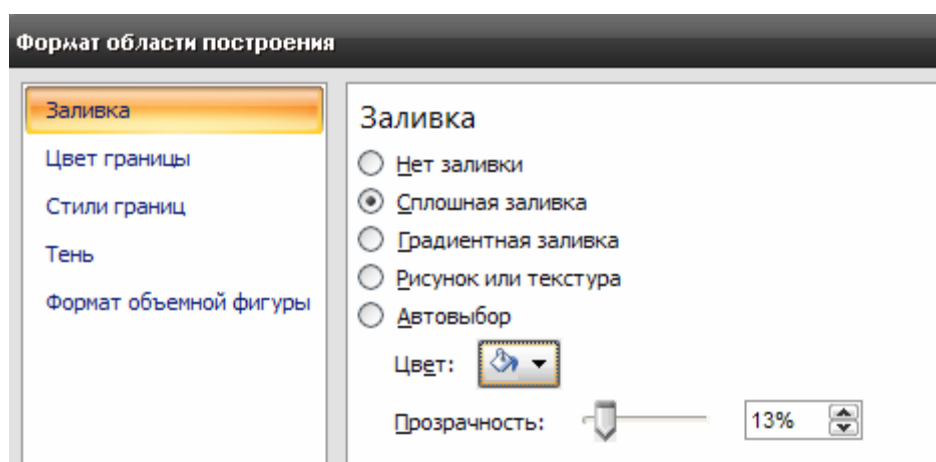 Формат области построения
Заливка
Цвет границы
Стили границ
Тень
Формат объемной фигуры
Заливка
Нет заливки
Сплошная заливка
Градиентная заливка
Рисунок или текстура
Автовыбор
Цвет:
Прозрачность: 13%